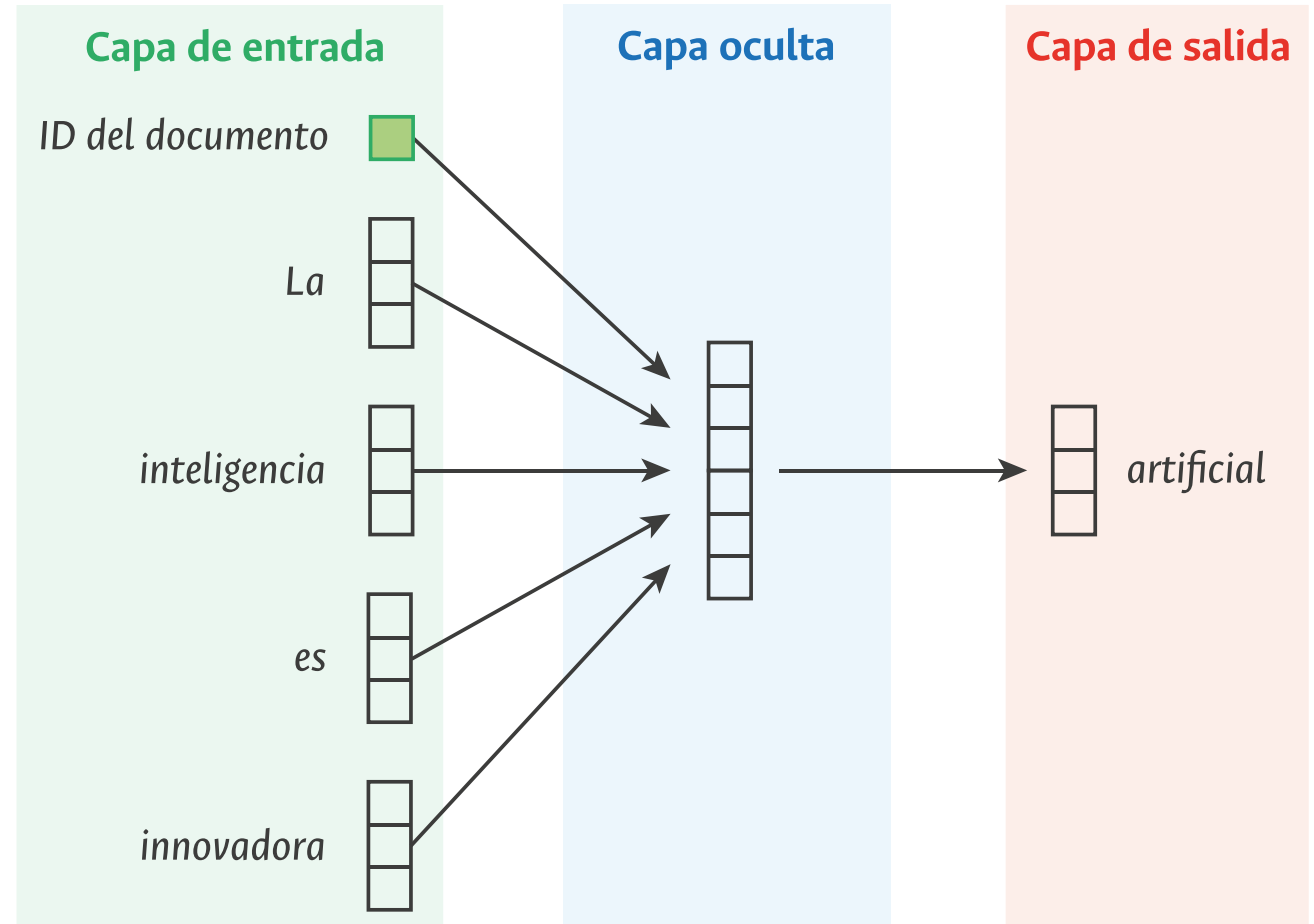 Capa de entrada
Capa oculta
Capa de salida
ID del documento
La
inteligencia
artificial
es
innovadora